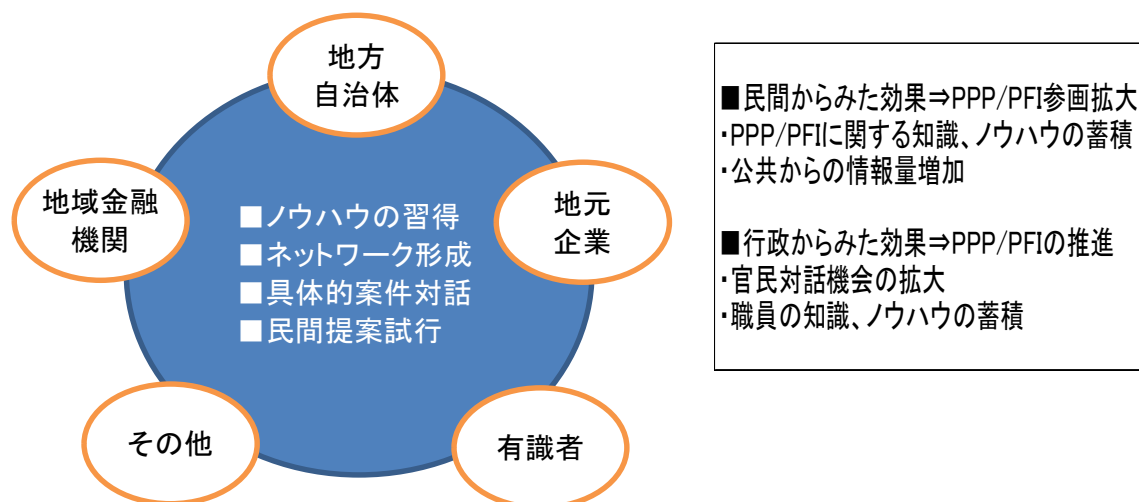 地方
自治体
地域金融
機関
地元
企業
■ノウハウの習得
■ネットワーク形成
■具体的案件対話
■民間提案試行
その他
有識者
■民間からみた効果⇒PPP/PFI参画拡大
・PPP/PFIに関する知識、ノウハウの蓄積
・公共からの情報量増加
■行政からみた効果⇒PPP/PFIの推進
・官民対話機会の拡大
・職員の知識、ノウハウの蓄積